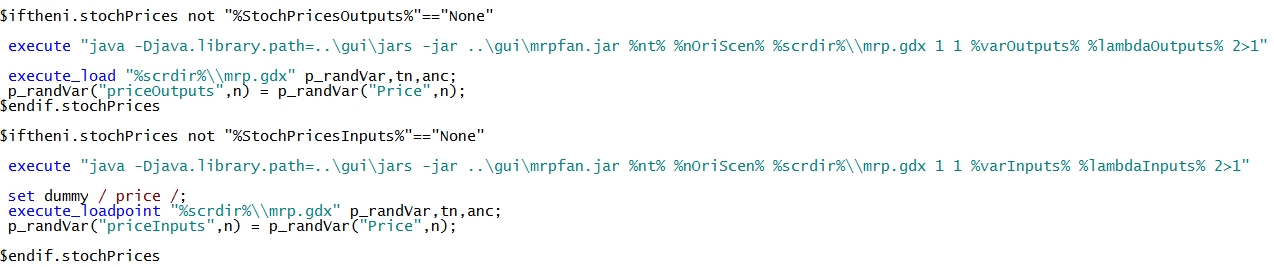 $iftheni.stochPrices not "%StochPricesOutputs%"=="None"
execute "java -Djava.library.path=..\gui\jars -jar ..\gui\mrpfan.jar %nt% %nOriScen% %scrdir%\\mrp.gdx 1 1 %varOutputs% %lambdaOutputs% 2>1"
execute_load "%scrdir%\\mrp.gdx" p_randVar,tn,anc;
p_randVar("priceOutputs",n) = p_randVar("Price",n);
$endif.stochPrices
$iftheni.stochPrices not "%StochPricesInputs%"=="None"
execute "java -Djava.library.path=..\gui\jars -jar ..\gui\mrpfan.jar %nt% %nOriScen% %scrdir%\\mrp.gdx 1 1 %varInputs% %lambdaInputs% 2>1"
set dummy / price /;
execute_loadpoint "%scrdir%\\mrp.gdx" p_randVar,tn,anc;
p_randVar("priceInputs",n) = p_randVar("Price",n);
$endif.stochPrices